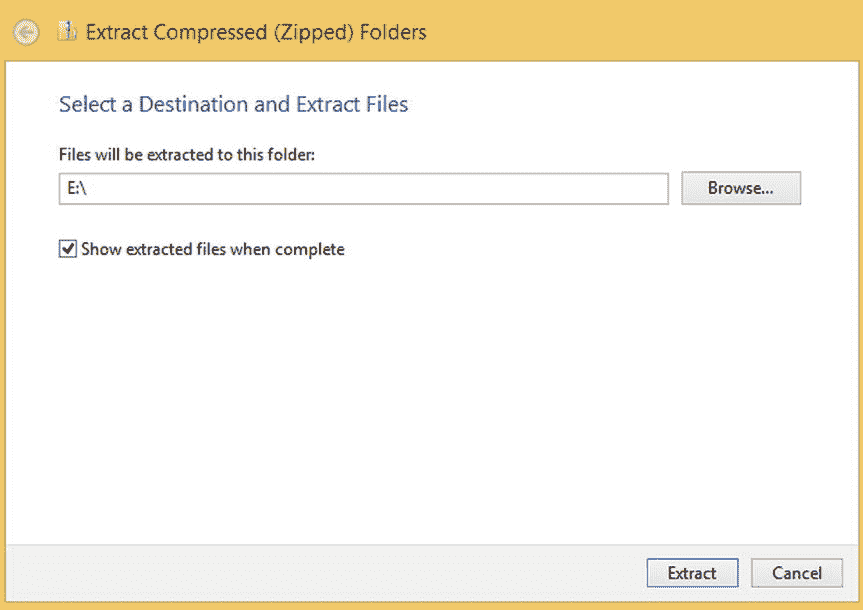 Extract Compressed (Zipped) Folders
Select a Destination and Extract Files
Files will be extracted to this folder:
E:\
Browse...
Show extracted files when complete
Extract
Cancel